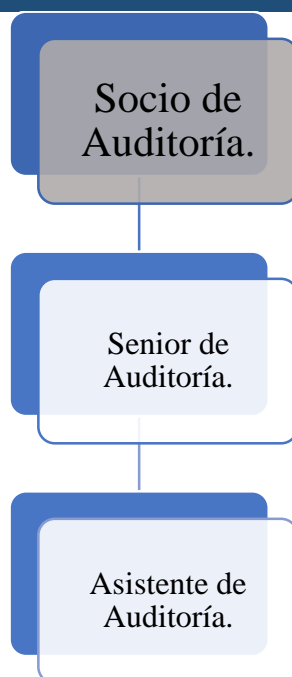 Socio de
Auditoría.
Senior de
Auditoría.
Asistente de
Auditoría.